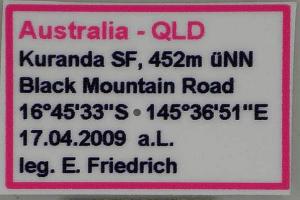 Australia - QLD
Kuranda SF, 452m üNN
Black Mountain Road
16°45'33"S • 145°36'51"E
17.04.2009 a.L.
leg. E. Friedrich